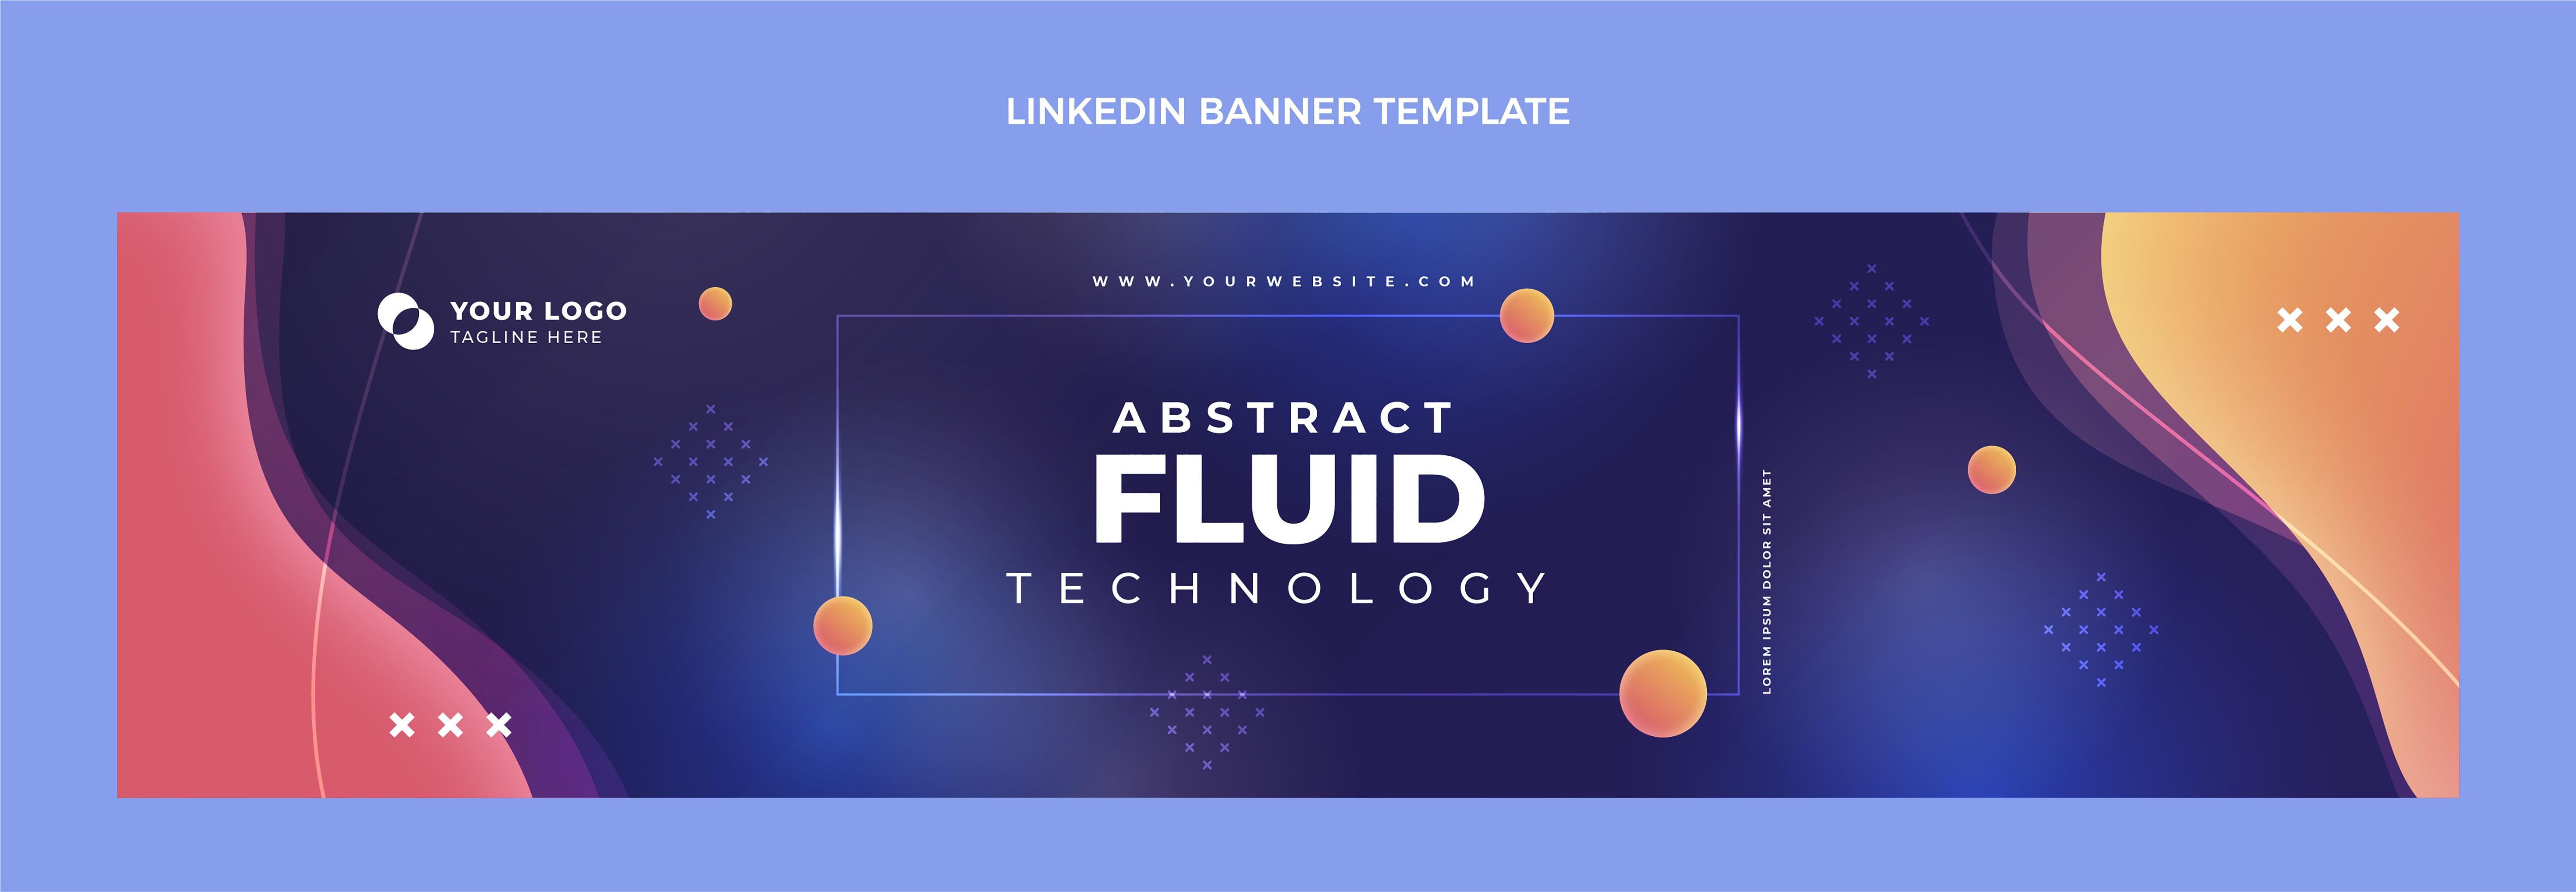 LINKEDIN BANNER TEMPLATE
YOUR LOGO
TAGLINE HERE
WWW.YOURWEBSITE.COM
ABSTRACT
FLUID
TECHNOLOGY
LOREM IPSUM DOLOR SIT AMET